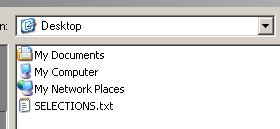 n: Desktop
My Documents
My Computer
My Network Places
SELECTIONS.txt